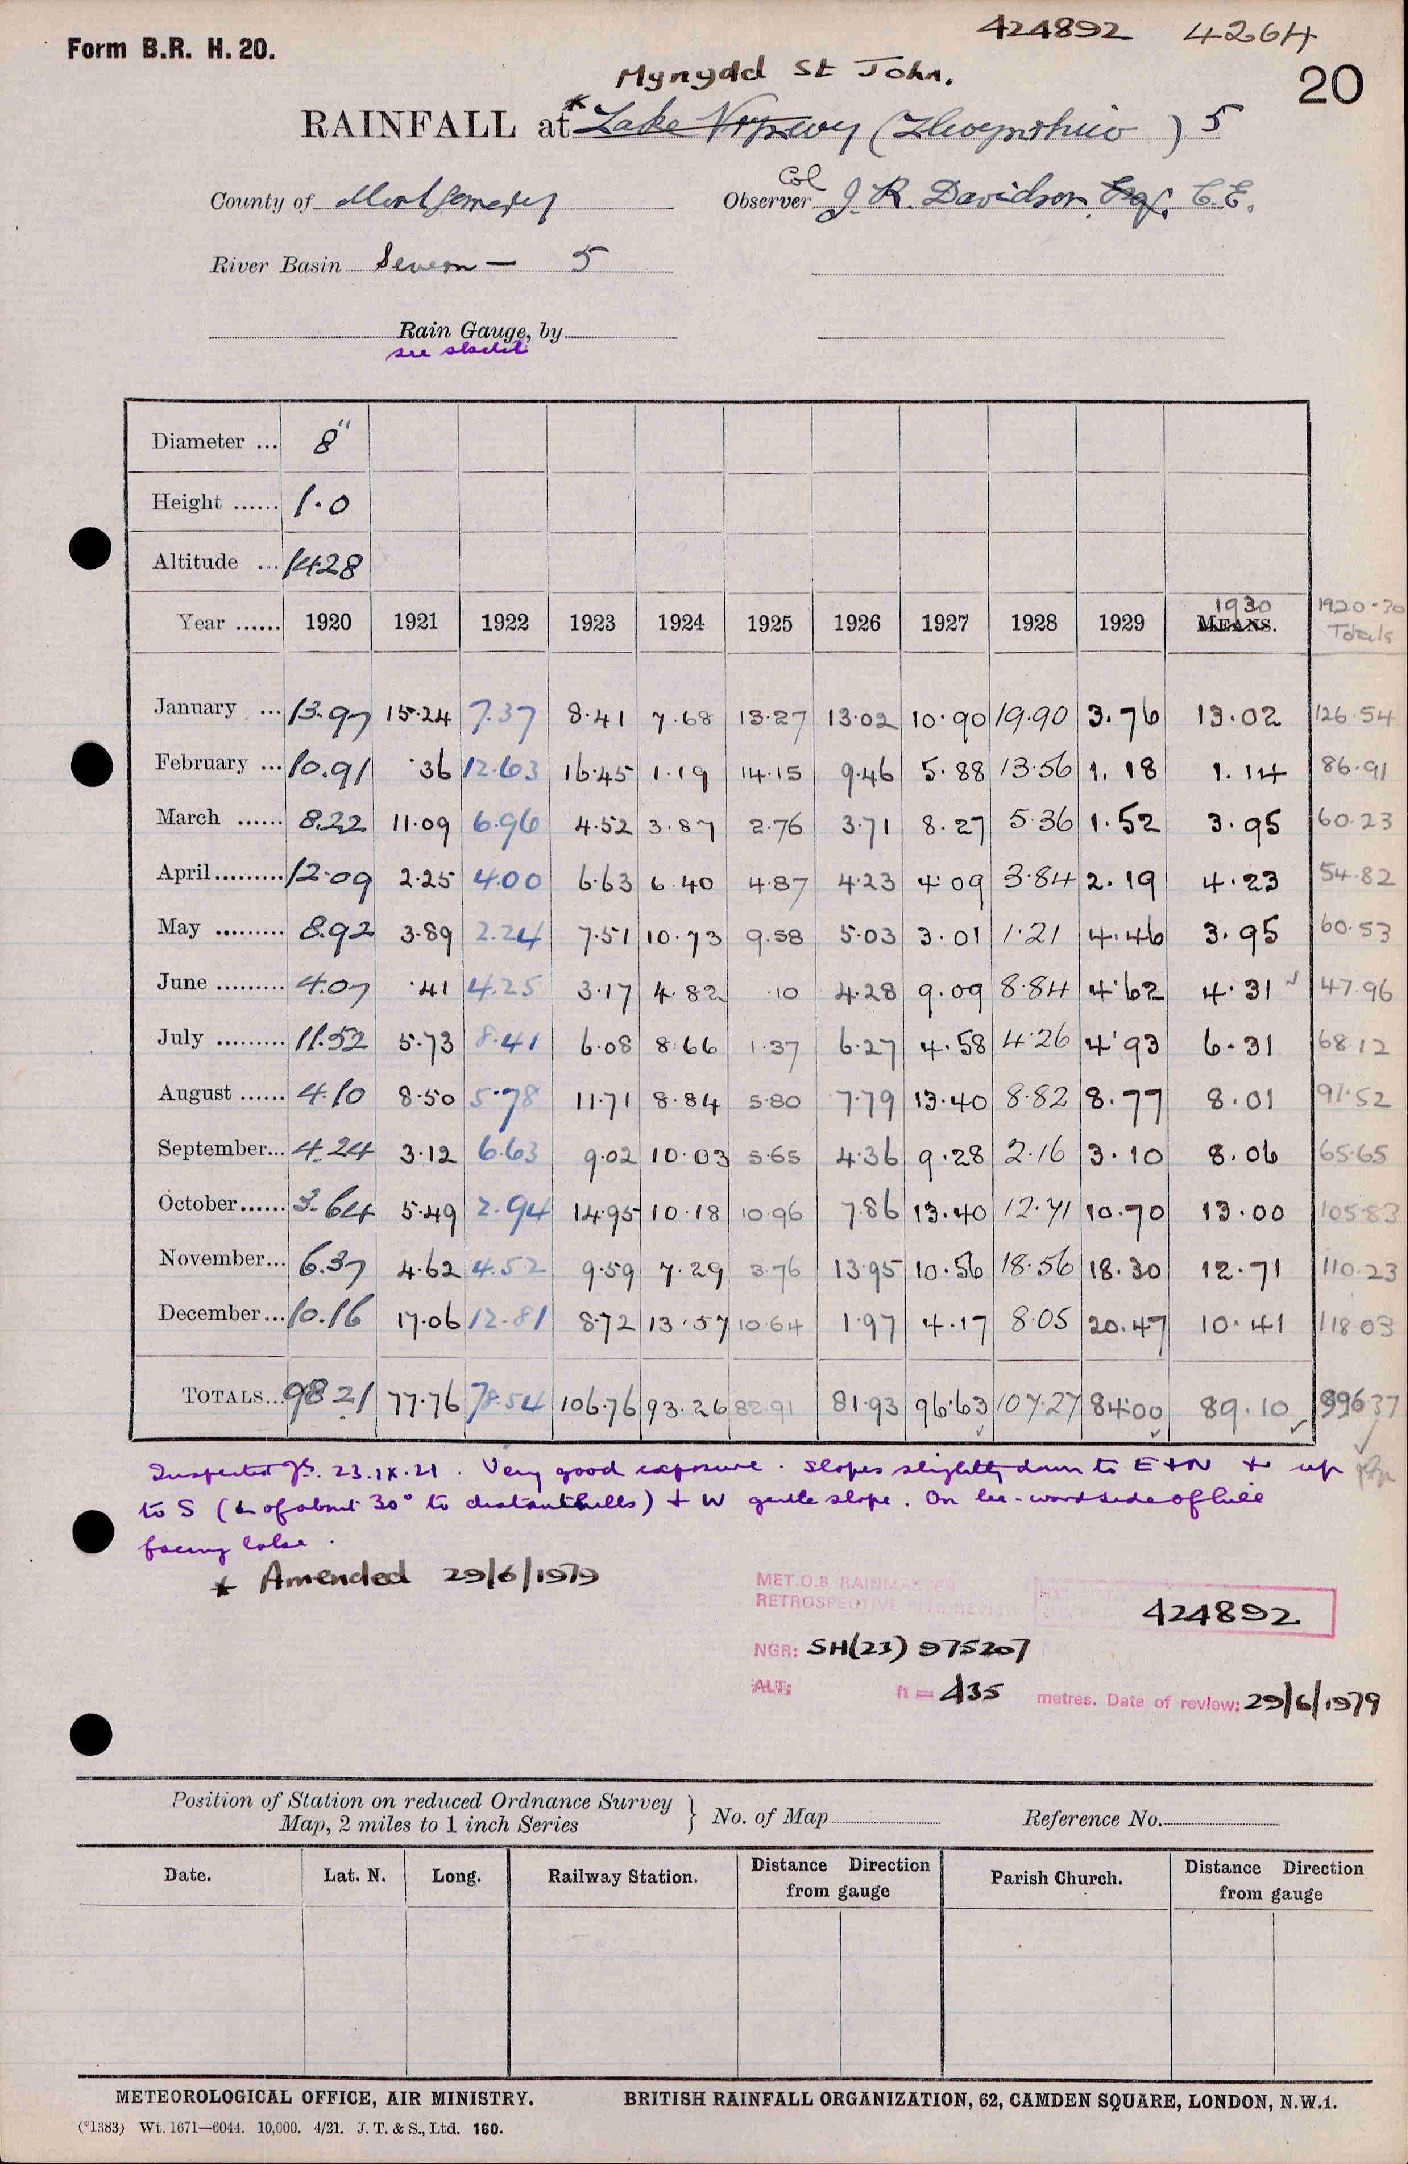 424892 4264
Form B.R. H. 20.
20
Mynydd St John.
RAINFALL at * Lake Vyrnwy ( ) 5
County of Montgomery Observer Col J. R. Davidson Esq. C.E.
River Basin Severn — 5
Rain Gauge, by
see sketch
Diameter ... 8"
Height ...... 1.0
Altitude ... 1428
Year ...... 1920 1921 1922 1923 1924 1925 1926 1927 1928 1929 MEANS. 1930 1920-30 Totals
January ... 13.97 15.24 7.37 8.41 7.68 13.27 13.02 10.90 19.90 3.76 13.02 126.54
February ... 10.91 .36 12.63 16.45 1.19 14.15 9.46 5.88 13.56 1.18 1.14 86.91
March ...... 8.22 11.09 6.96 4.52 3.87 2.76 3.71 8.27 5.36 1.52 3.95 60.23
April ......... 12.09 2.25 4.00 6.63 6.40 4.87 4.23 4.09 3.84 2.19 4.23 54.82
May ......... 8.92 3.89 2.24 7.51 10.73 9.58 5.03 3.01 1.21 4.46 3.95 60.53
June ......... 4.07 .41 4.25 3.17 4.82 .10 4.28 9.09 8.84 4.62 4.31 47.96
July ......... 11.52 5.73 8.41 6.08 8.66 1.37 6.27 4.58 4.26 4.93 6.31 68.12
August ...... 4.10 8.50 5.78 11.71 8.84 5.80 7.79 13.40 8.82 8.77 8.01 91.52
September... 4.24 3.12 6.63 9.02 10.03 5.65 4.36 9.28 2.16 3.10 8.06 65.65
October...... 3.64 5.49 2.94 14.95 10.18 10.96 7.86 13.40 12.71 10.70 13.00 105.83
November... 6.37 4.62 4.52 9.59 7.29 3.76 13.95 10.56 18.56 18.30 12.71 110.23
December... 10.16 17.06 12.81 8.72 13.57 10.64 1.97 4.17 8.05 20.47 10.41 118.03
TOTALS... 98.21 77.76 78.54 106.76 93.26 82.91 81.93 96.63 107.27 84.00 89.10 996.37
Inspected 23.IX.21. Very good exposure. Slopes slightly down to E + N + up
to S (∠ of about 30° to distant hills) + W gentle slope. On lee-ward side of hill
facing lake.
* Amended 29/6/1979
MET.O.8 RAINMASTER
RETROSPECTIVE SITE REVIEW
424892
NGR: SH(23) 975207
ALT: ft = 435 metres. Date of review: 29/6/1979
Position of Station on reduced Ordnance Survey
Map, 2 miles to 1 inch Series } No. of Map Reference No.
Date. Lat. N. Long. Railway Station. Distance Direction from gauge Parish Church. Distance Direction from gauge
METEOROLOGICAL OFFICE, AIR MINISTRY. BRITISH RAINFALL ORGANIZATION, 62, CAMDEN SQUARE, LONDON, N.W.1.
(*1383) Wt. 1671—6044. 10,000. 4/21. J. T. & S., Ltd. 160.